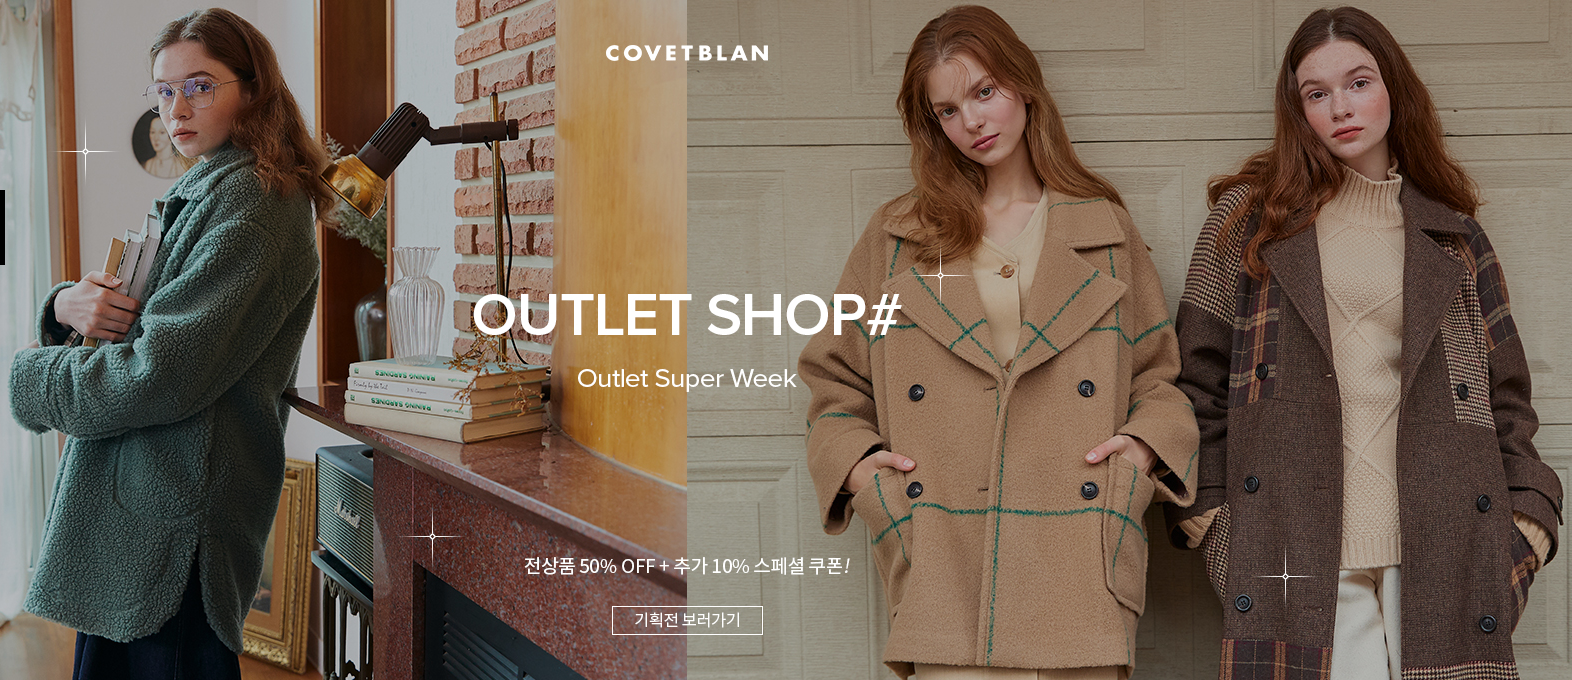 COVETBLAN
OUTLET SHOP#
Outlet Super Week
전상품 50% OFF + 추가 10% 스페셜 쿠폰!
기획전 보러가기
Marshall